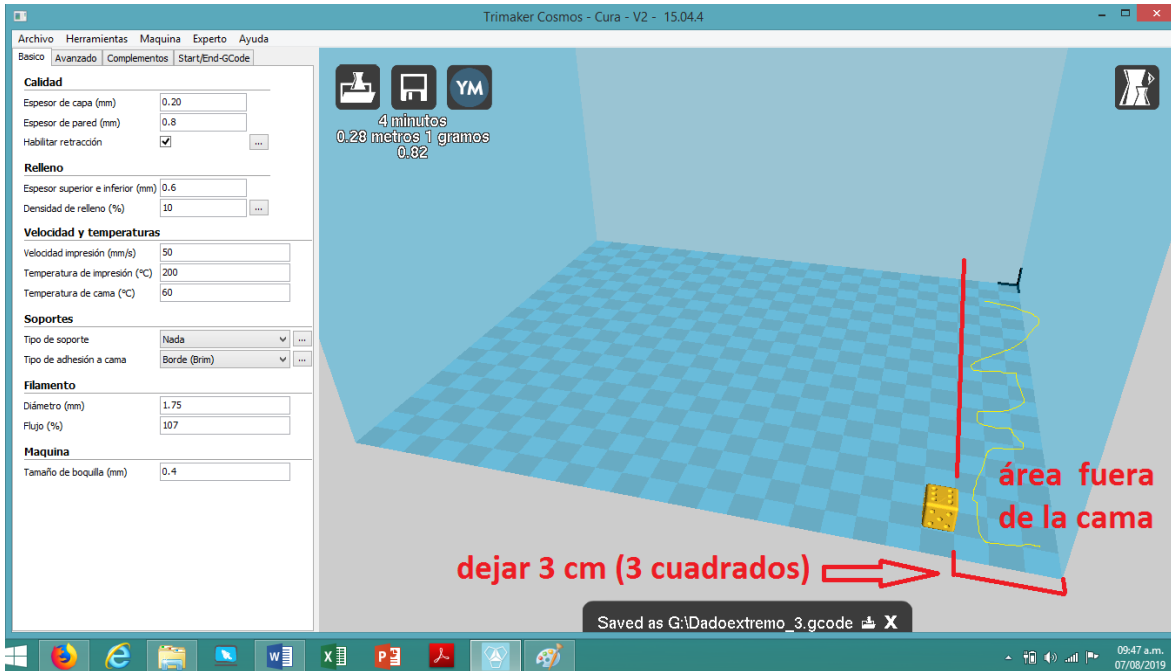 Trimaker Cosmos - Cura - V2 - 15.04.4
Archivo Herramientas Maquina Experto Ayuda
Basico Avanzado Complementos Start/End-GCode
Calidad
Espesor de capa (mm) 0.20
Espesor de pared (mm) 0.8
Habilitar retracción ...
Relleno
Espesor superior e inferior (mm) 0.6
Densidad de relleno (%) 10 ...
Velocidad y temperaturas
Velocidad impresión (mm/s) 50
Temperatura de impresión (ºC) 200
Temperatura de cama (ºC) 60
Soportes
Tipo de soporte Nada ...
Tipo de adhesión a cama Borde (Brim) ...
Filamento
Diámetro (mm) 1.75
Flujo (%) 107
Maquina
Tamaño de boquilla (mm) 0.4
YM
4 minutos
0.28 metros 1 gramos
0.82
área fuera
de la cama
dejar 3 cm (3 cuadrados)
Saved as G:\Dadoextremo_3.gcode X
09:47 a.m.
07/08/2019